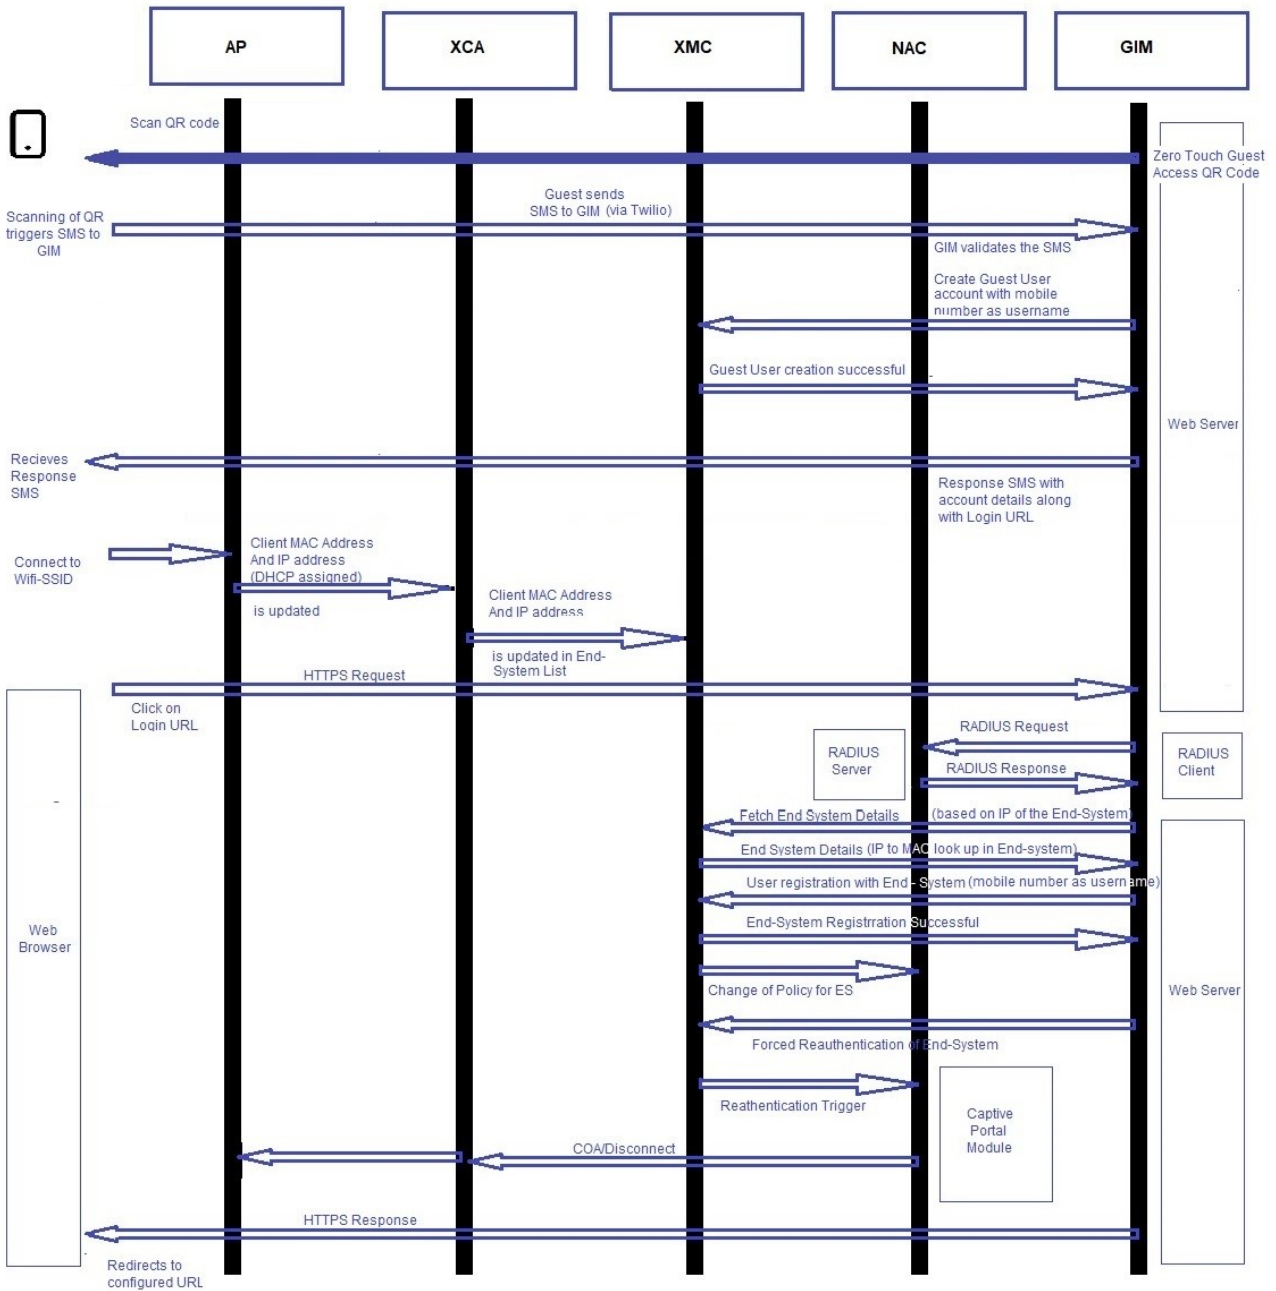 AP
XCA
XMC
NAC
GIM
Scan QR code
Zero Touch Guest
Access QR Code
Guest sends
SMS to GIM (via Twilio)
Scanning of QR
triggers SMS to
GIM
GIM validates the SMS
Create Guest User
account with mobile
number as username
Guest User creation successful
Web Server
Recieves
Response
SMS
Response SMS with
account details along
with Login URL
Connect to
Wifi-SSID
Client MAC Address
And IP address
(DHCP assigned)
is updated
Client MAC Address
And IP address
is updated in End-
System List
HTTPS Request
Click on
Login URL
RADIUS Request
RADIUS
Server
RADIUS
Client
RADIUS Response
Fetch End System Details (based on IP of the End-System)
End System Details (IP to MAC look up in End-system)
User registration with End - System (mobile number as username)
End-System Registrration Successful
Web
Browser
Change of Policy for ES
Web Server
Forced Reauthentication of End-System
Reathentication Trigger
Captive
Portal
Module
COA/Disconnect
HTTPS Response
Redirects to
configured URL